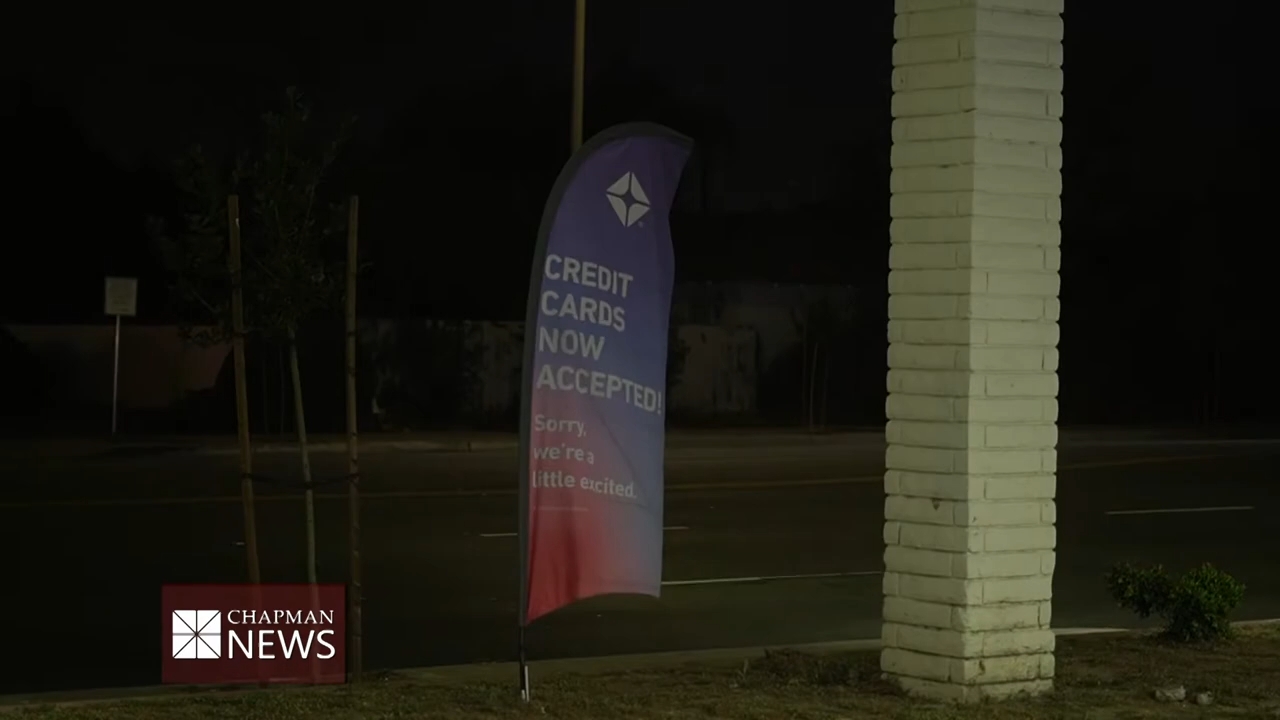 CREDIT
CARDS
NOW
ACCEPTED!
Sorry,
we're a
little excited.
CHAPMAN
NEWS